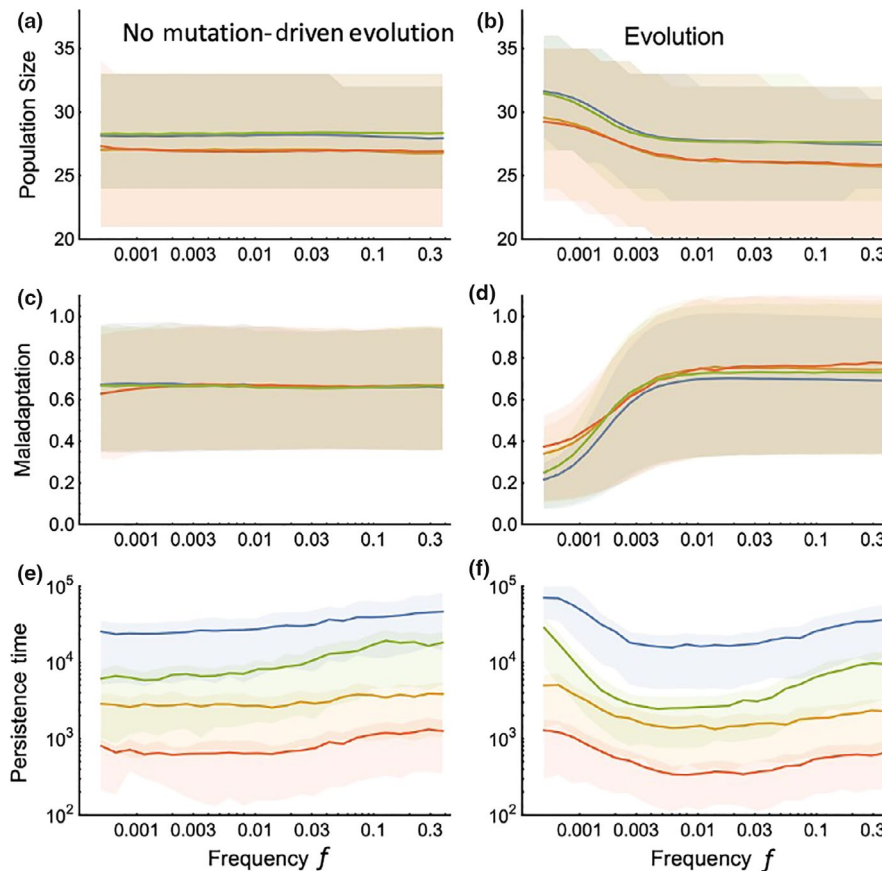 (a)
No mutation-driven evolution
(b)
Evolution
Population Size
35
30
25
20
0.001 0.003 0.01 0.03 0.1 0.3
35
30
25
20
0.001 0.003 0.01 0.03 0.1 0.3
(c)
(d)
Maladaptation
1.0
0.8
0.6
0.4
0.2
0.0
0.001 0.003 0.01 0.03 0.1 0.3
1.0
0.8
0.6
0.4
0.2
0.0
0.001 0.003 0.01 0.03 0.1 0.3
(e)
(f)
Persistence time
10^5
10^4
10^3
10^2
0.001 0.003 0.01 0.03 0.1 0.3
Frequency f
10^5
10^4
10^3
10^2
0.001 0.003 0.01 0.03 0.1 0.3
Frequency f